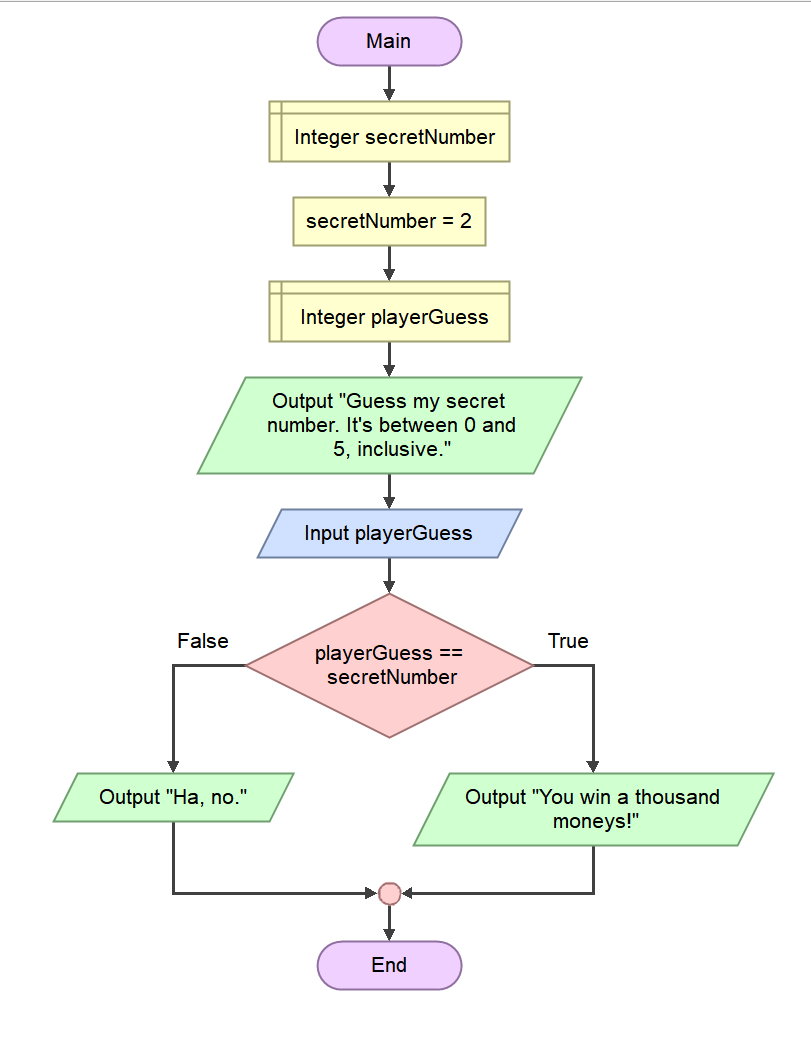 Main
Integer secretNumber
secretNumber = 2
Integer playerGuess
Output "Guess my secret
number. It's between 0 and
5, inclusive."
Input playerGuess
False
True
playerGuess ==
secretNumber
Output "Ha, no."
Output "You win a thousand
moneys!"
End